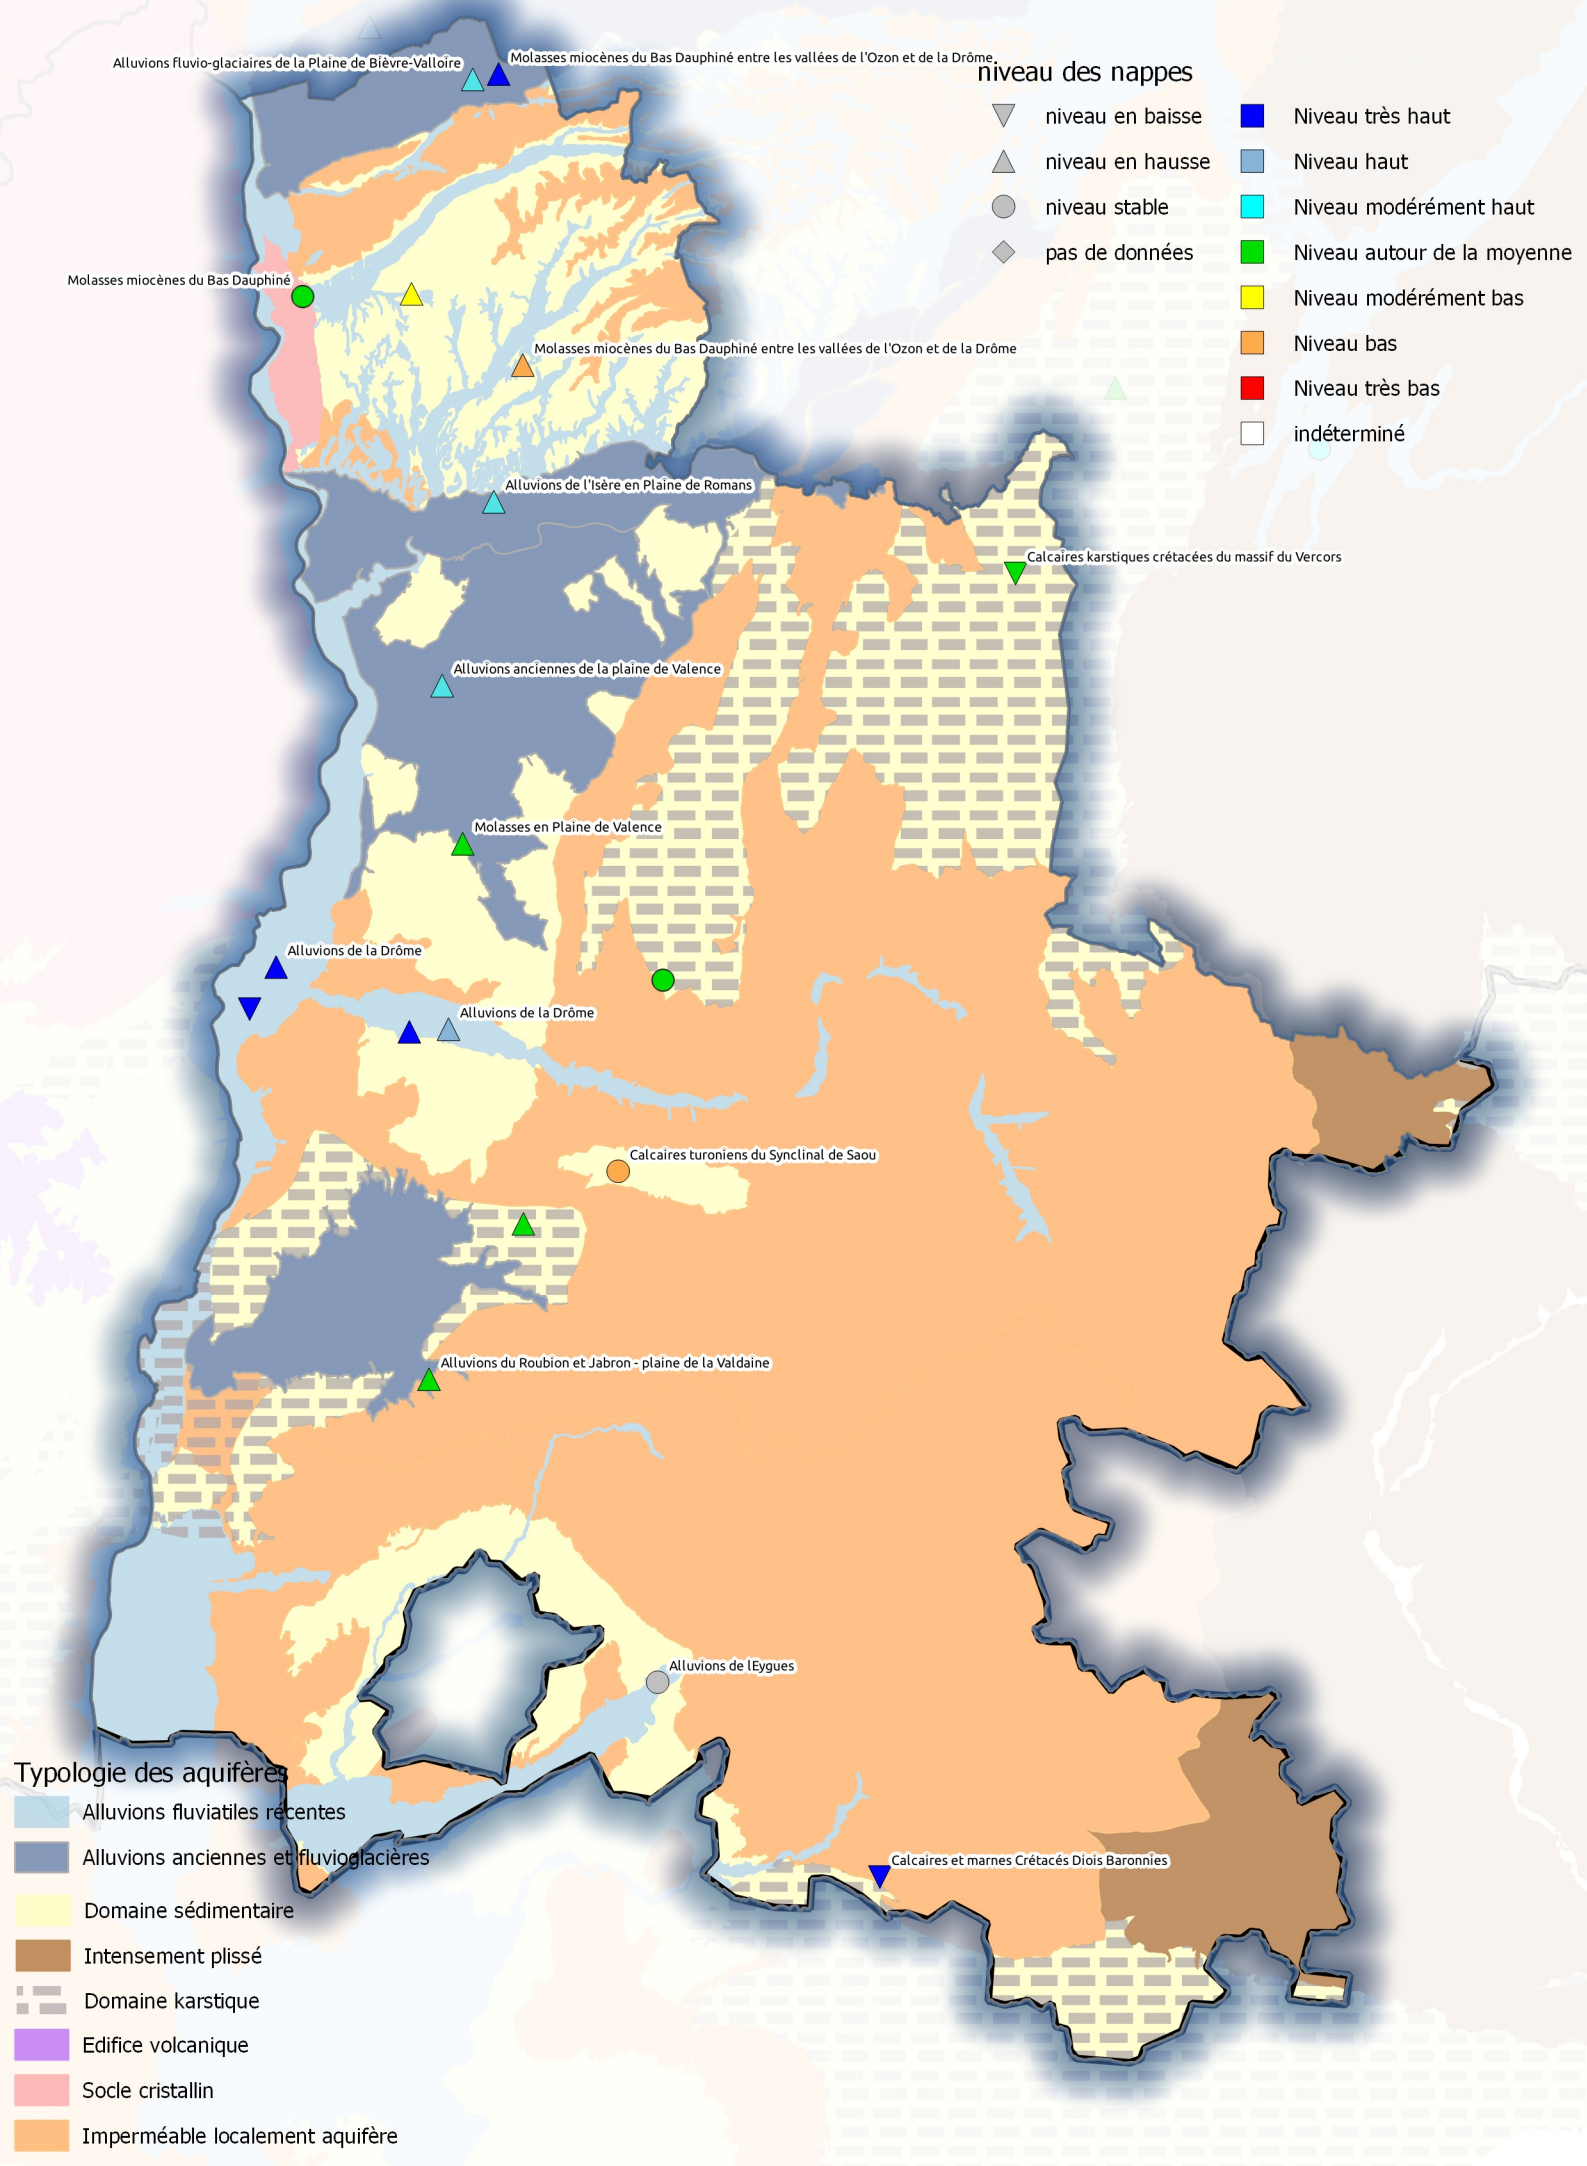 Alluvions fluvio-glaciaires de la Plaine de Bièvre-Valloire
Molasses miocènes du Bas Dauphiné entre les vallées de l'Ozon et de la Drôme
niveau des nappes
niveau en baisse
niveau en hausse
niveau stable
pas de données
Niveau très haut
Niveau haut
Niveau modérément haut
Niveau autour de la moyenne
Niveau modérément bas
Niveau bas
Niveau très bas
indéterminé
Molasses miocènes du Bas Dauphiné
Molasses miocènes du Bas Dauphiné entre les vallées de l'Ozon et de la Drôme
Alluvions de l'Isère en Plaine de Romans
Calcaires karstiques crétacées du massif du Vercors
Alluvions anciennes de la plaine de Valence
Molasses en Plaine de Valence
Alluvions de la Drôme
Alluvions de la Drôme
Calcaires turoniens du Synclinal de Saou
Alluvions du Roubion et Jabron - plaine de la Valdaine
Alluvions de lEygues
Calcaires et marnes Crétacés Diois Baronnies
Typologie des aquifères
Alluvions fluviatiles récentes
Alluvions anciennes et fluvioglacières
Domaine sédimentaire
Intensement plissé
Domaine karstique
Edifice volcanique
Socle cristallin
Imperméable localement aquifère